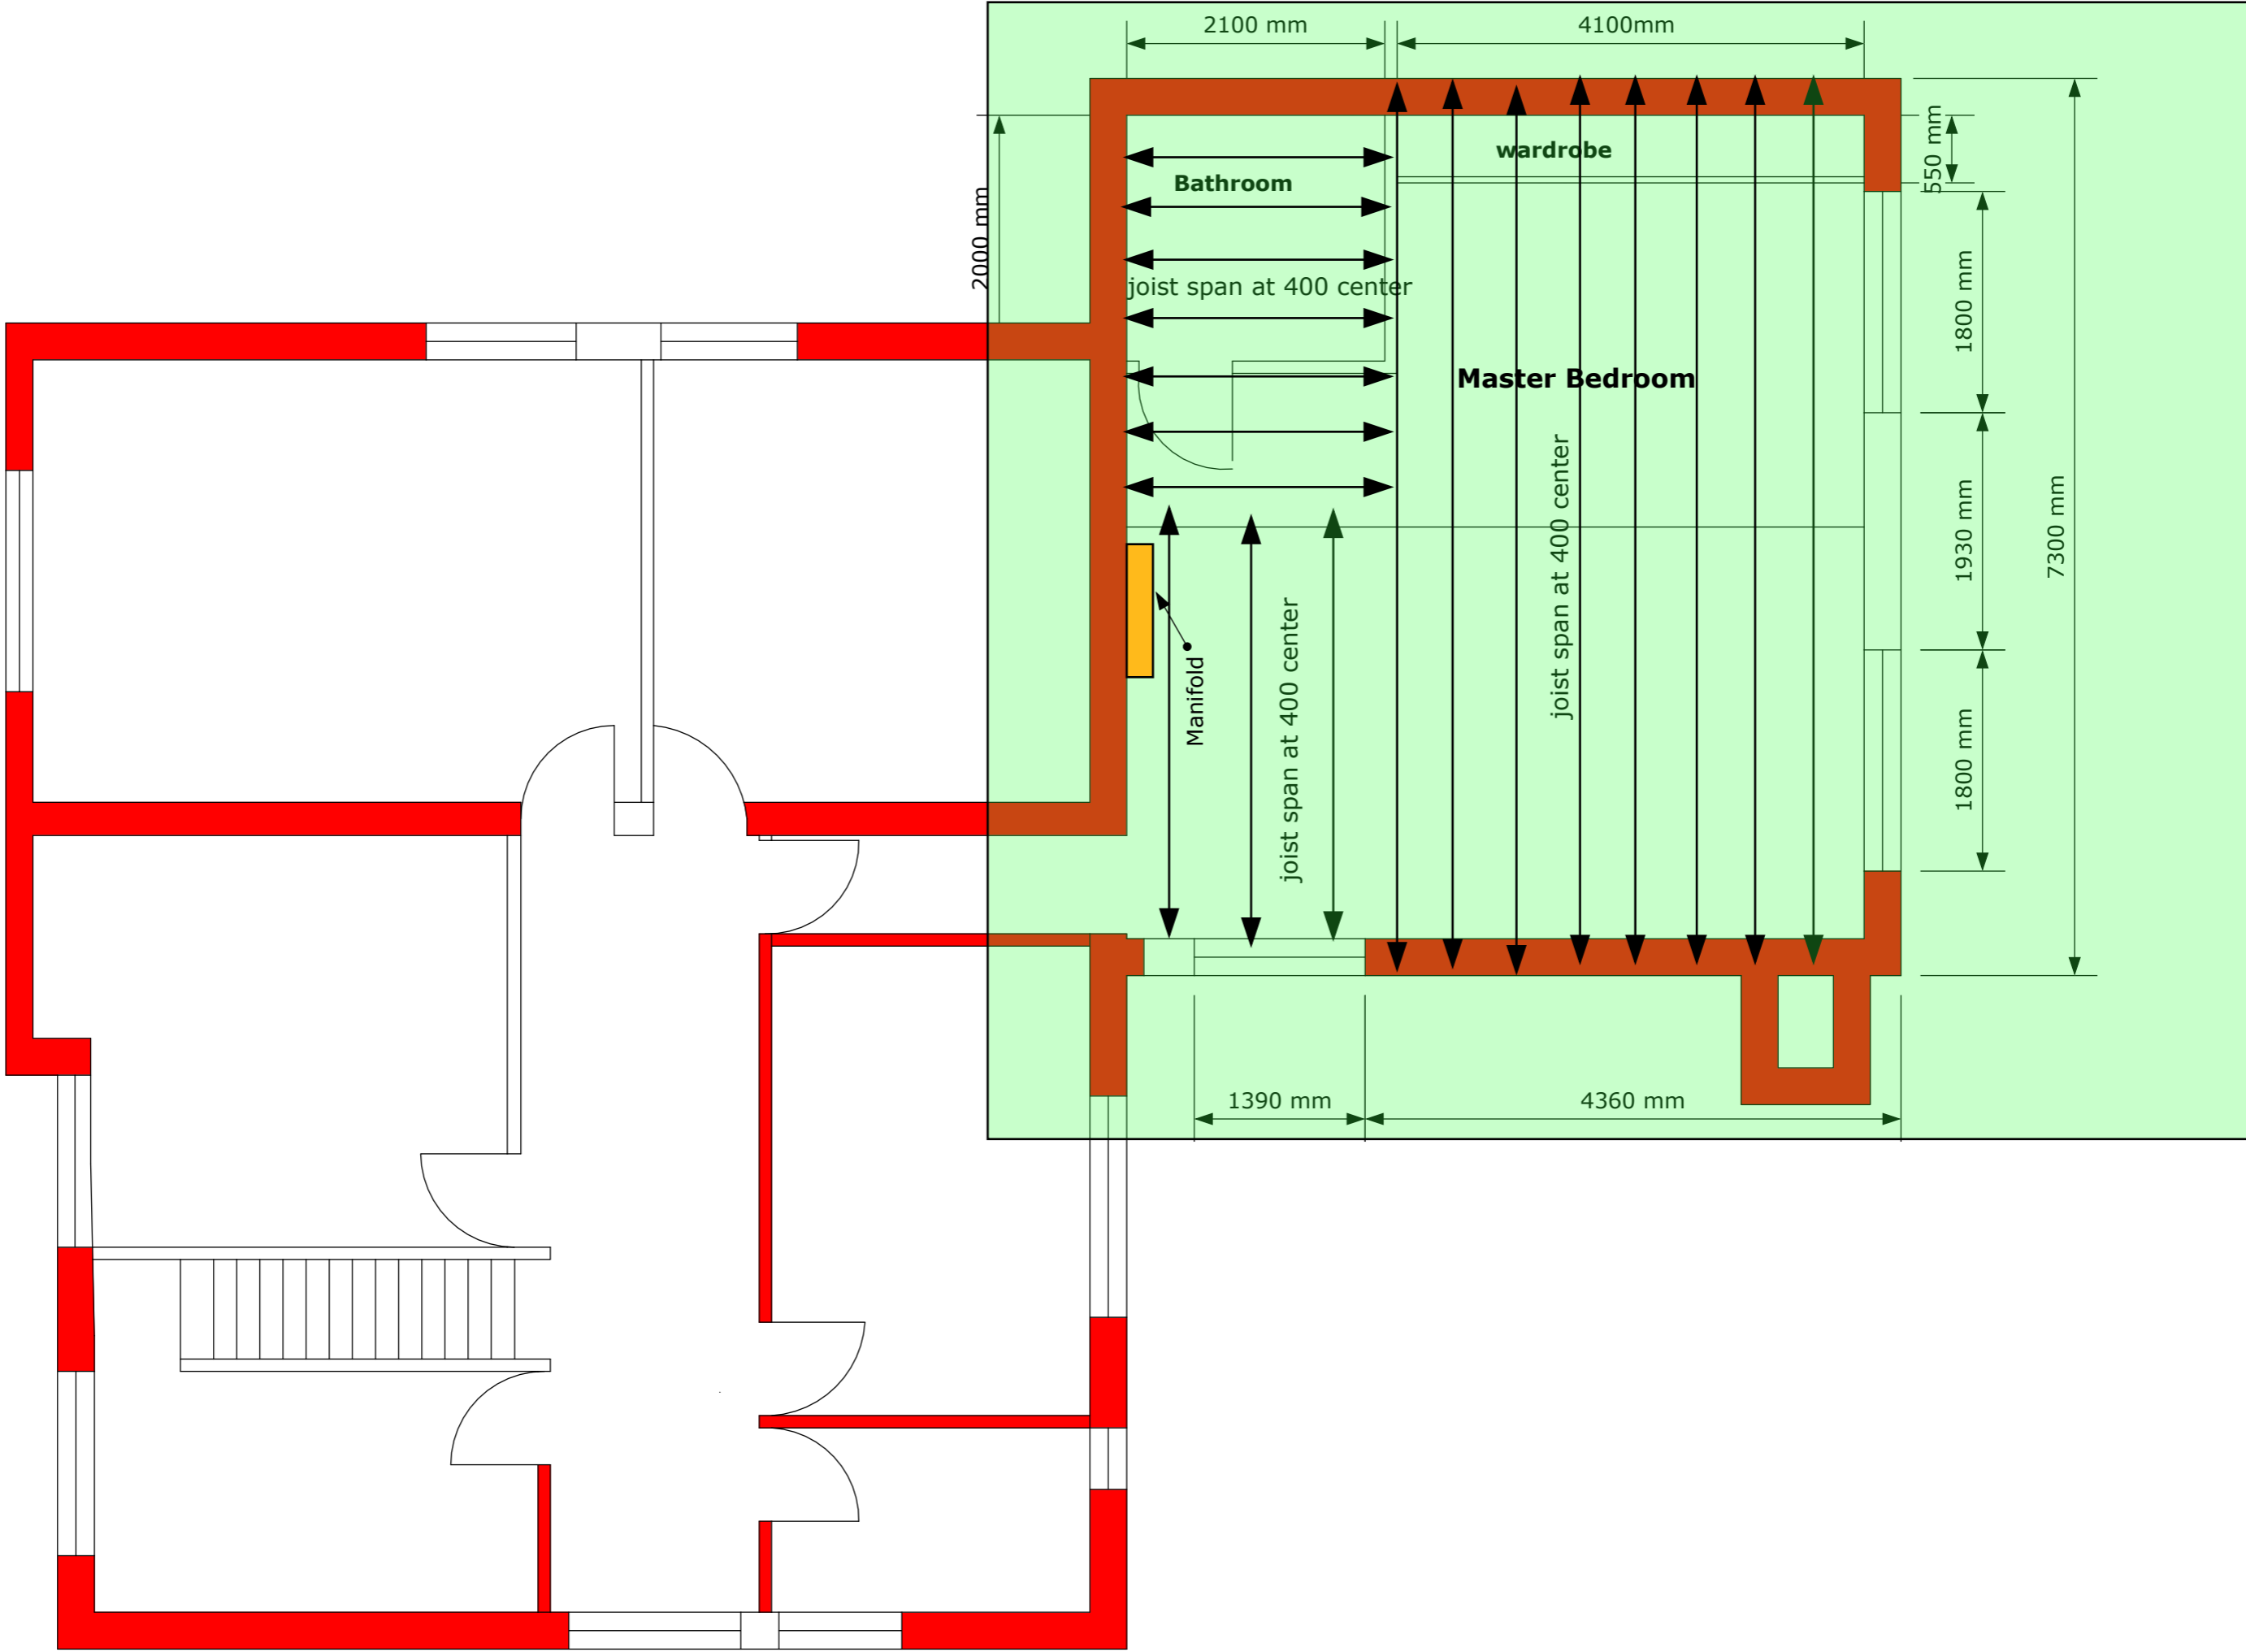 2100 mm
4100mm
wardrobe
550 mm
Bathroom
2000 mm
joist span at 400 center
1800 mm
Master Bedroom
joist span at 400 center
1930 mm
7300 mm
Manifold
joist span at 400 center
1800 mm
1390 mm
4360 mm